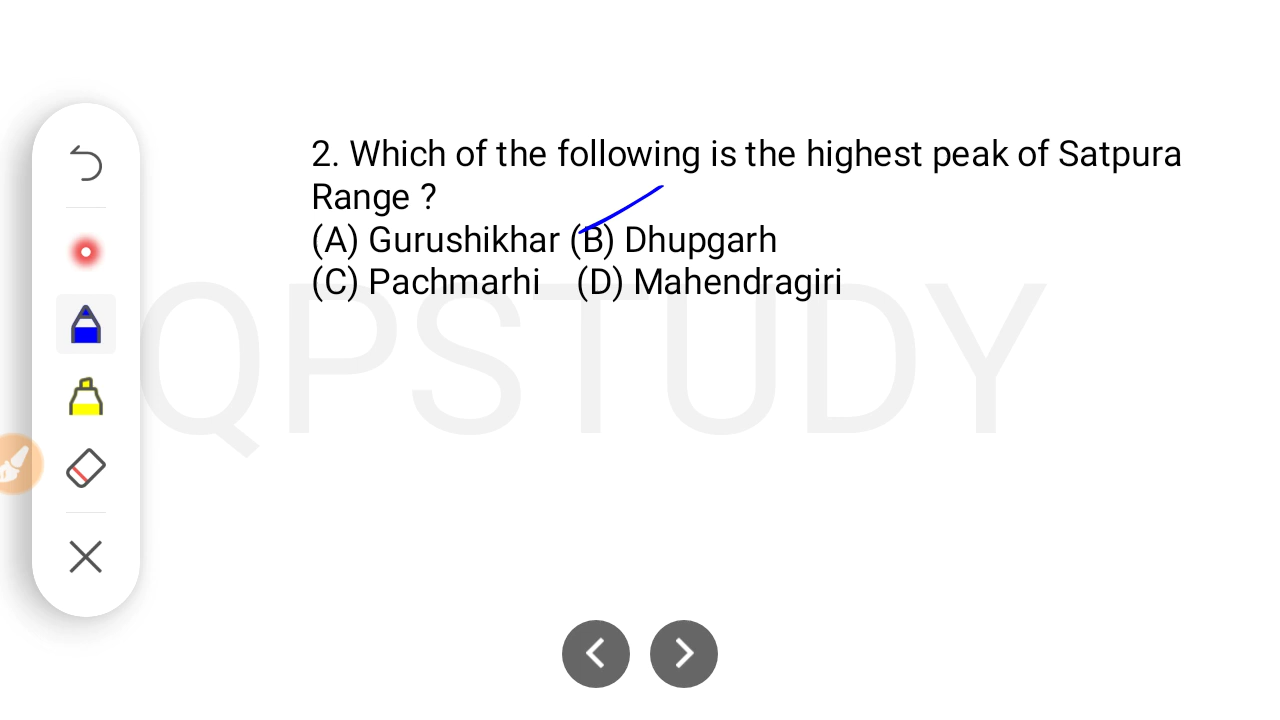 2. Which of the following is the highest peak of Satpura
Range ?
(A) Gurushikhar (B) Dhupgarh
(C) Pachmarhi (D) Mahendragiri
QPSTUDY